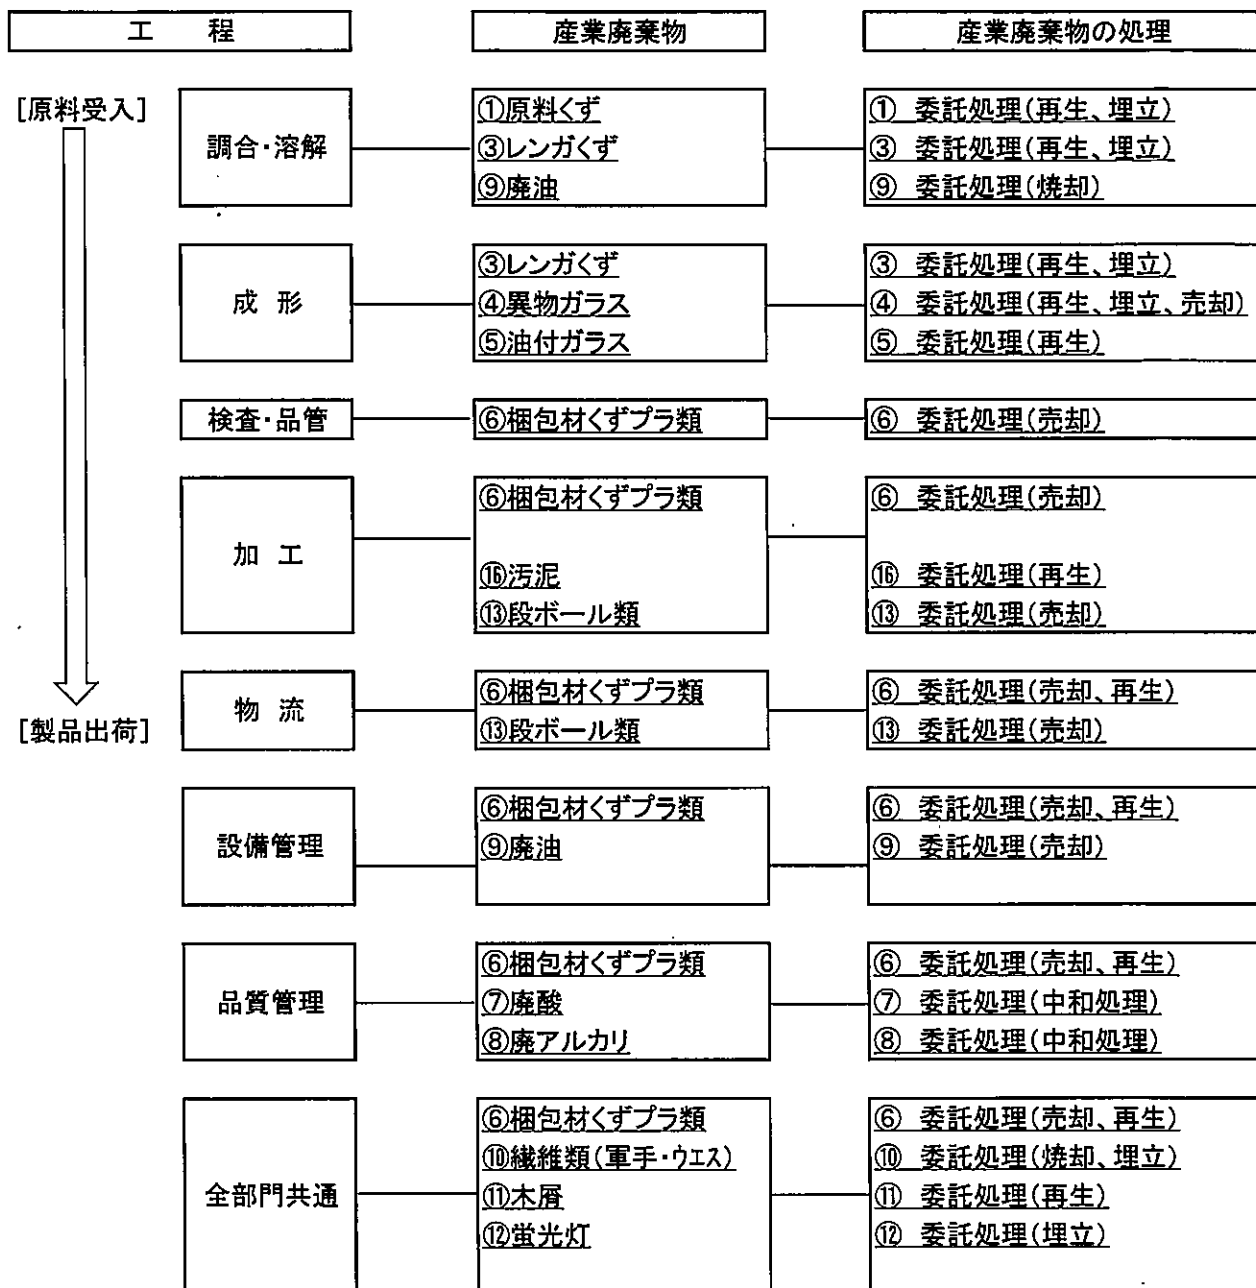 工　程　産業廃棄物　産業廃棄物の処理
[原料受入]
調合・溶解
①原料くず
③レンガくず
⑨廃油
①　委託処理(再生、埋立)
③　委託処理(再生、埋立)
⑨　委託処理(焼却)
成　形
③レンガくず
④異物ガラス
⑤油付ガラス
③　委託処理(再生、埋立)
④　委託処理(再生、埋立、売却)
⑤　委託処理(再生)
検査・品管
⑥梱包材くずプラ類
⑥　委託処理(売却)
加　工
⑥梱包材くずプラ類
⑯汚泥
⑬段ボール類
⑥　委託処理(売却)
⑯　委託処理(再生)
⑬　委託処理(売却)
物　流
⑥梱包材くずプラ類
⑬段ボール類
⑥　委託処理(売却、再生)
⑬　委託処理(売却)
[製品出荷]
設備管理
⑥梱包材くずプラ類
⑨廃油
⑥　委託処理(売却、再生)
⑨　委託処理(売却)
品質管理
⑥梱包材くずプラ類
⑦廃酸
⑧廃アルカリ
⑥　委託処理(売却、再生)
⑦　委託処理(中和処理)
⑧　委託処理(中和処理)
全部門共通
⑥梱包材くずプラ類
⑩繊維類(軍手・ウエス)
⑪木屑
⑫蛍光灯
⑥　委託処理(売却、再生)
⑩　委託処理(焼却、埋立)
⑪　委託処理(再生)
⑫　委託処理(埋立)